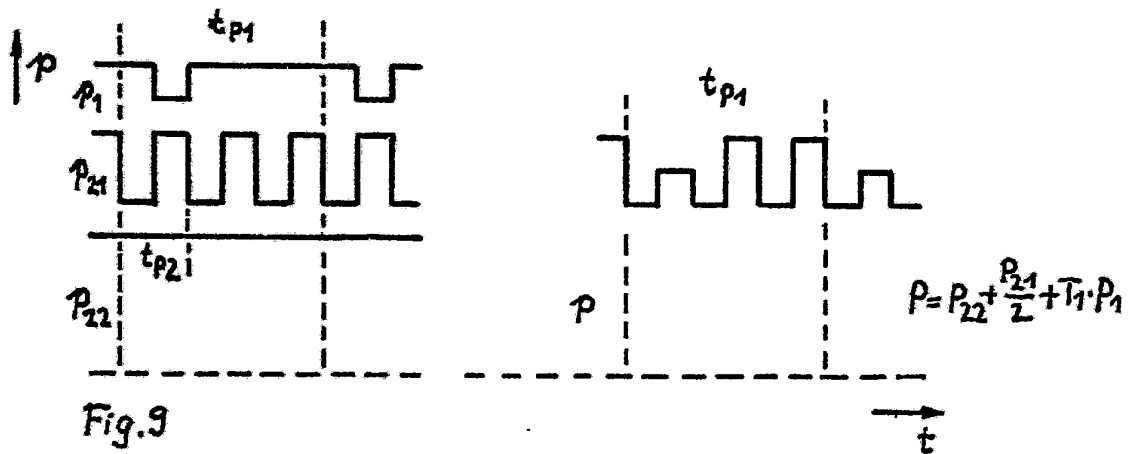 t_p1
p
p_1
p_21
t_p2
p_22
t_p1
p
p = p_22 + p_21/2 + T_1 · p_1
t
Fig.9